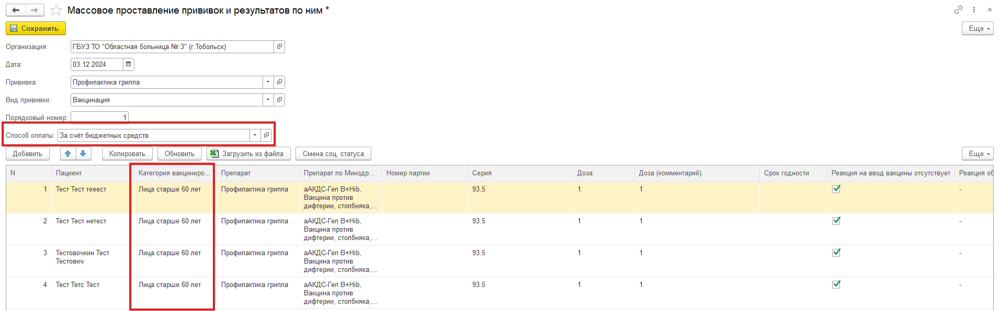 Массовое проставление прививок и результатов по ним *
Сохранить
Еще
Организация: ГБУЗ ТО "Областная больница № 3" (г.Тобольск)
Дата: 03.12.2024
Прививка: Профилактика гриппа
Вид прививки: Вакцинация
Порядковый номер: 1
Способ оплаты: За счёт бюджетных средств
Добавить Копировать Обновить Загрузить из файла Смена соц. статуса Еще
N Пациент Категория вакциниро... Препарат Препарат по Минздр... Номер партии Серия Доза Доза (комментарий) Срок годности Реакция на ввод вакцины отсутствует Реакция об
1 Тест Тест тееест Лица старше 60 лет Профилактика гриппа аАКДС-Геп В+Hib, 93.5 1 1 -
Вакцина против
дифтерии, столбняка,...
2 Тест Тест нетест Лица старше 60 лет Профилактика гриппа аАКДС-Геп В+Hib, 93.5 1 1 -
Вакцина против
дифтерии, столбняка,...
3 Тестовочкин Тест Лица старше 60 лет Профилактика гриппа аАКДС-Геп В+Hib, 93.5 1 1 -
Тестович Вакцина против
дифтерии, столбняка,...
4 Тест Тетс Тест Лица старше 60 лет Профилактика гриппа аАКДС-Геп В+Hib, 93.5 1 1 -
Вакцина против
дифтерии, столбняка,...